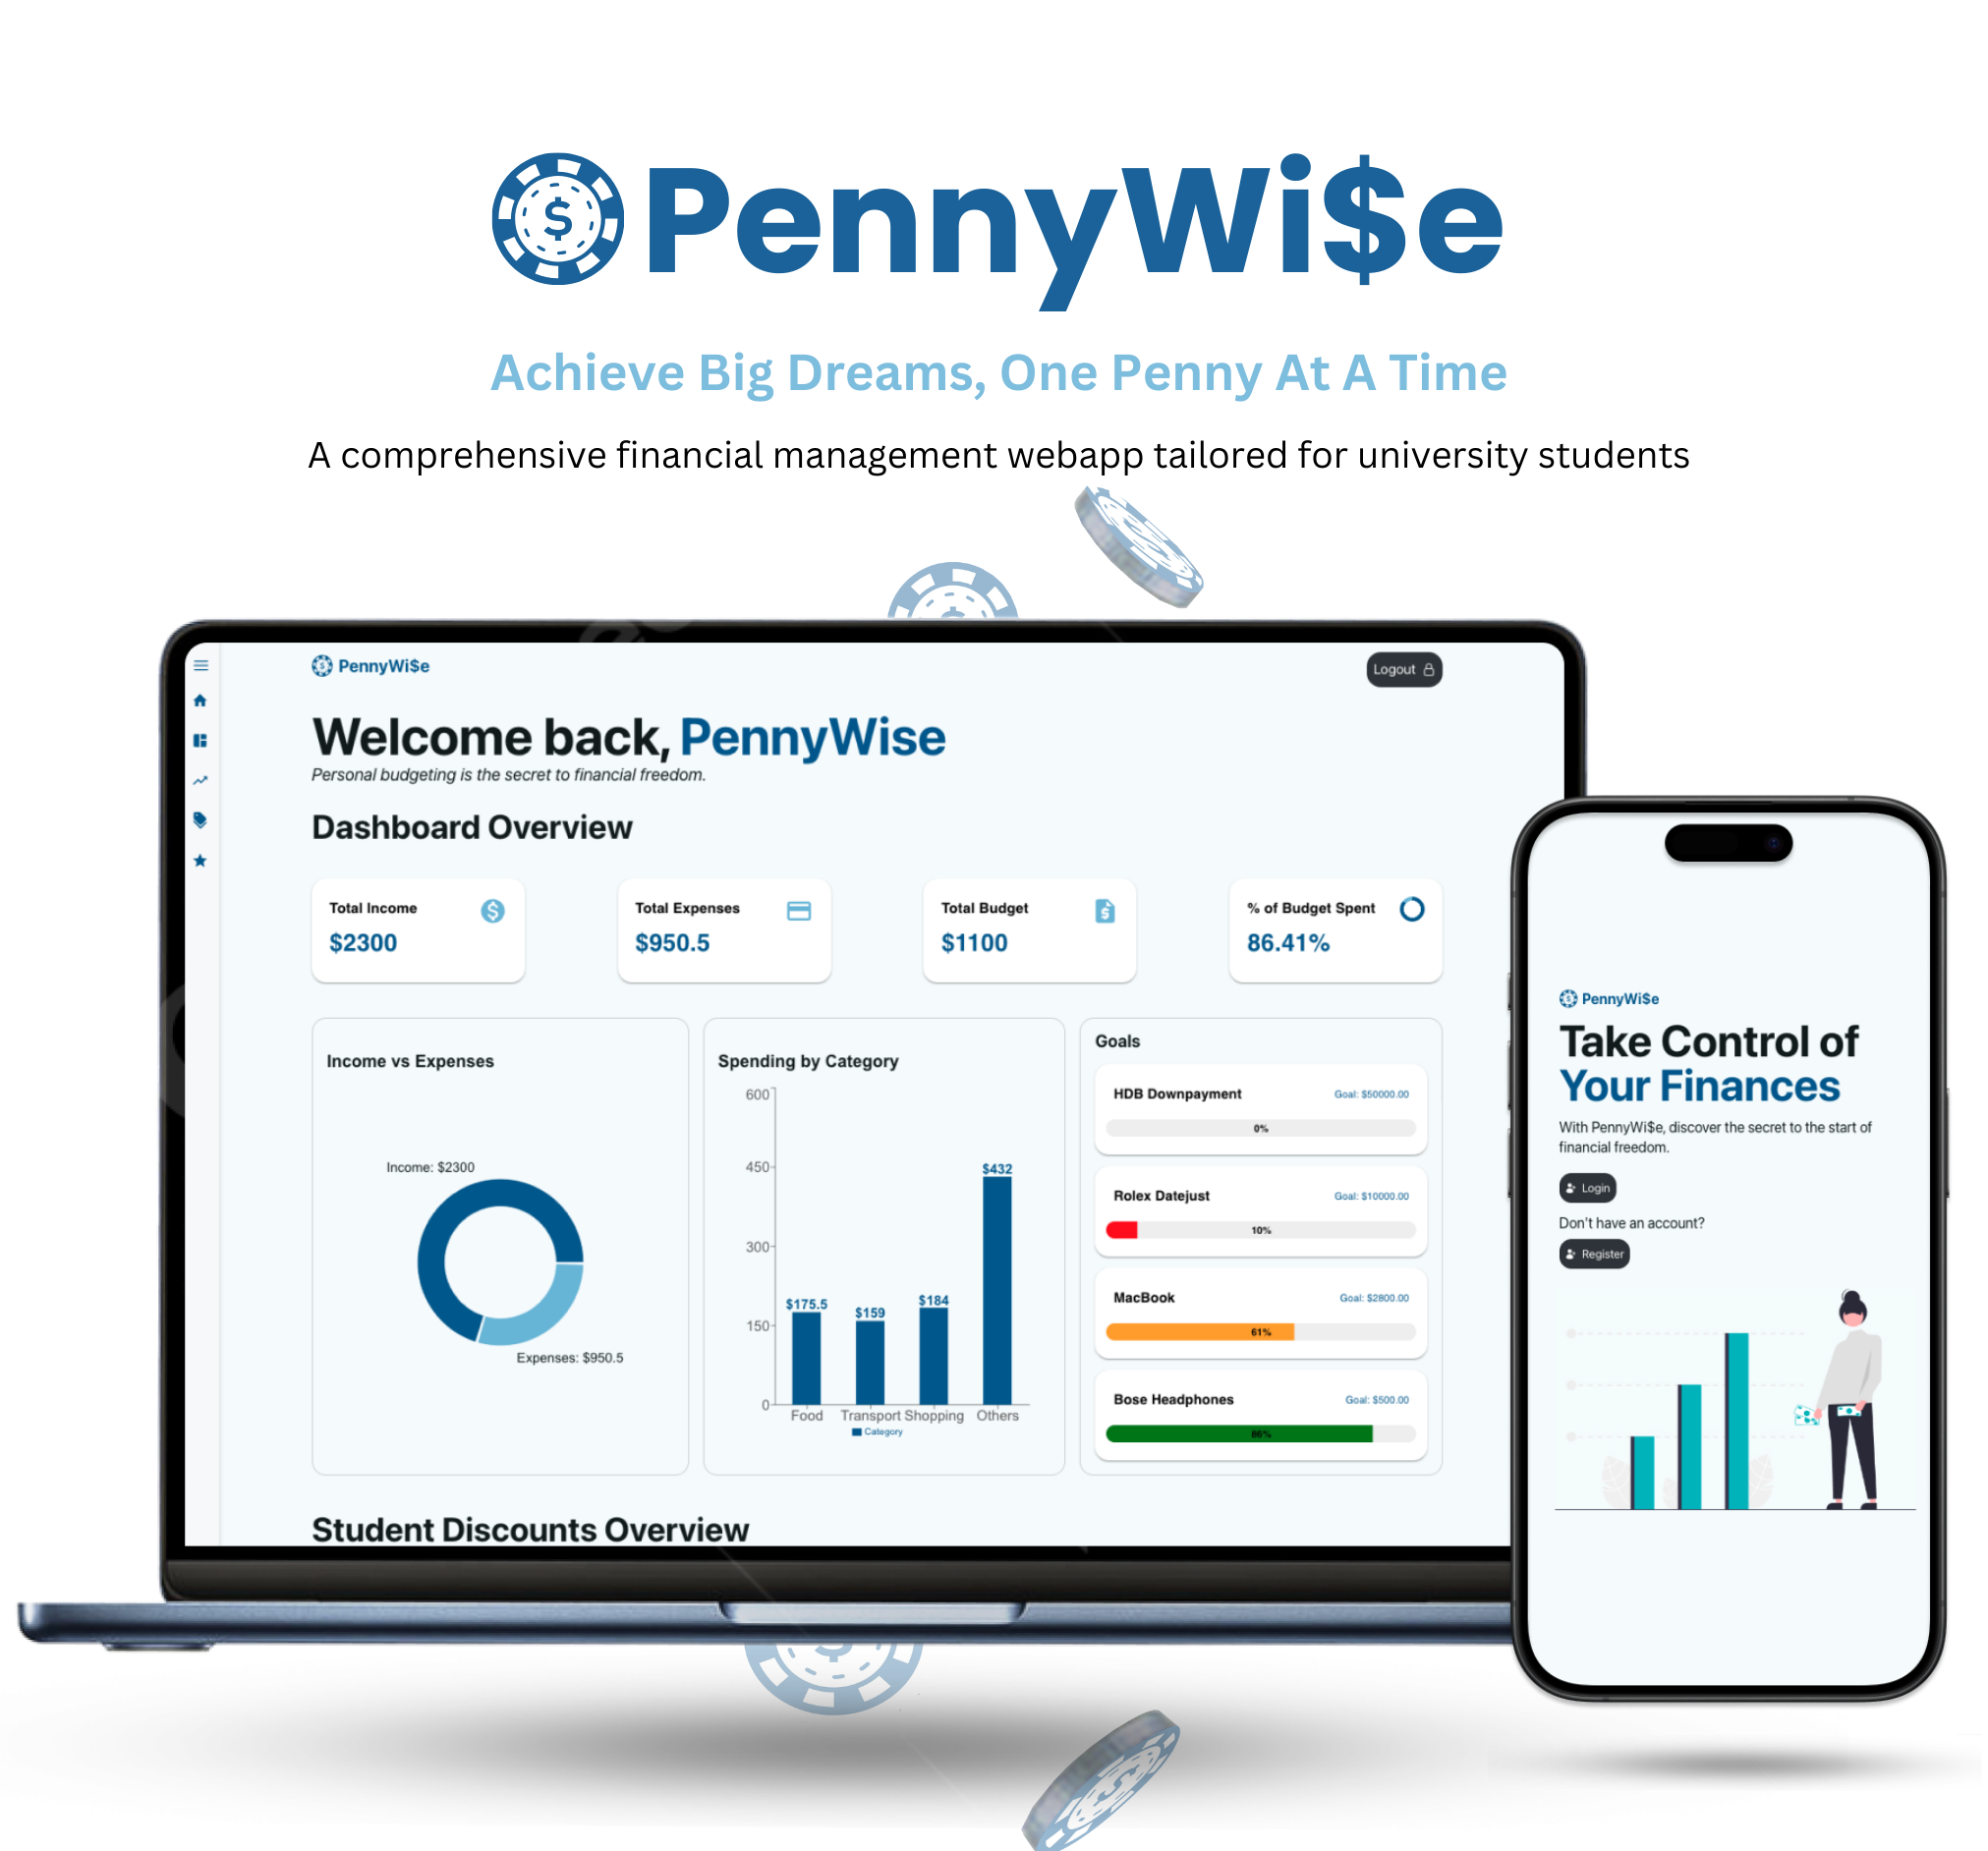 PennyWi$e
Achieve Big Dreams, One Penny At A Time
A comprehensive financial management webapp tailored for university students
PennyWi$e
Logout
Welcome back, PennyWise
Personal budgeting is the secret to financial freedom.
Dashboard Overview
Total Income
$2300
Total Expenses
$950.5
Total Budget
$1100
% of Budget Spent
86.41%
Income vs Expenses
Income: $2300
Expenses: $950.5
Spending by Category
600
450
300
150
0
$175.5
$159
$184
$432
Food
Transport
Shopping
Others
Category
Goals
HDB Downpayment
Goal: $50000.00
0%
Rolex Datejust
Goal: $10000.00
10%
MacBook
Goal: $2800.00
61%
Bose Headphones
Goal: $500.00
86%
Student Discounts Overview
PennyWi$e
Take Control of
Your Finances
With PennyWi$e, discover the secret to the start of
financial freedom.
Login
Don't have an account?
Register